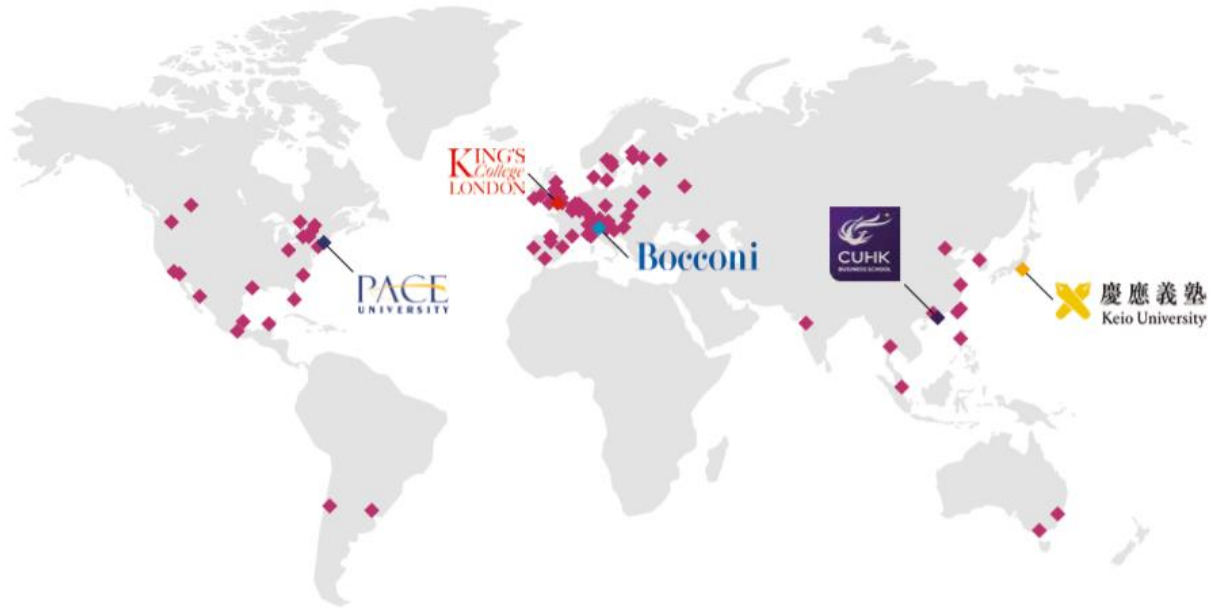 KING'S
College
LONDON
PACE
UNIVERSITY
Bocconi
CUHK
BUSINESS SCHOOL
慶應義塾
Keio University